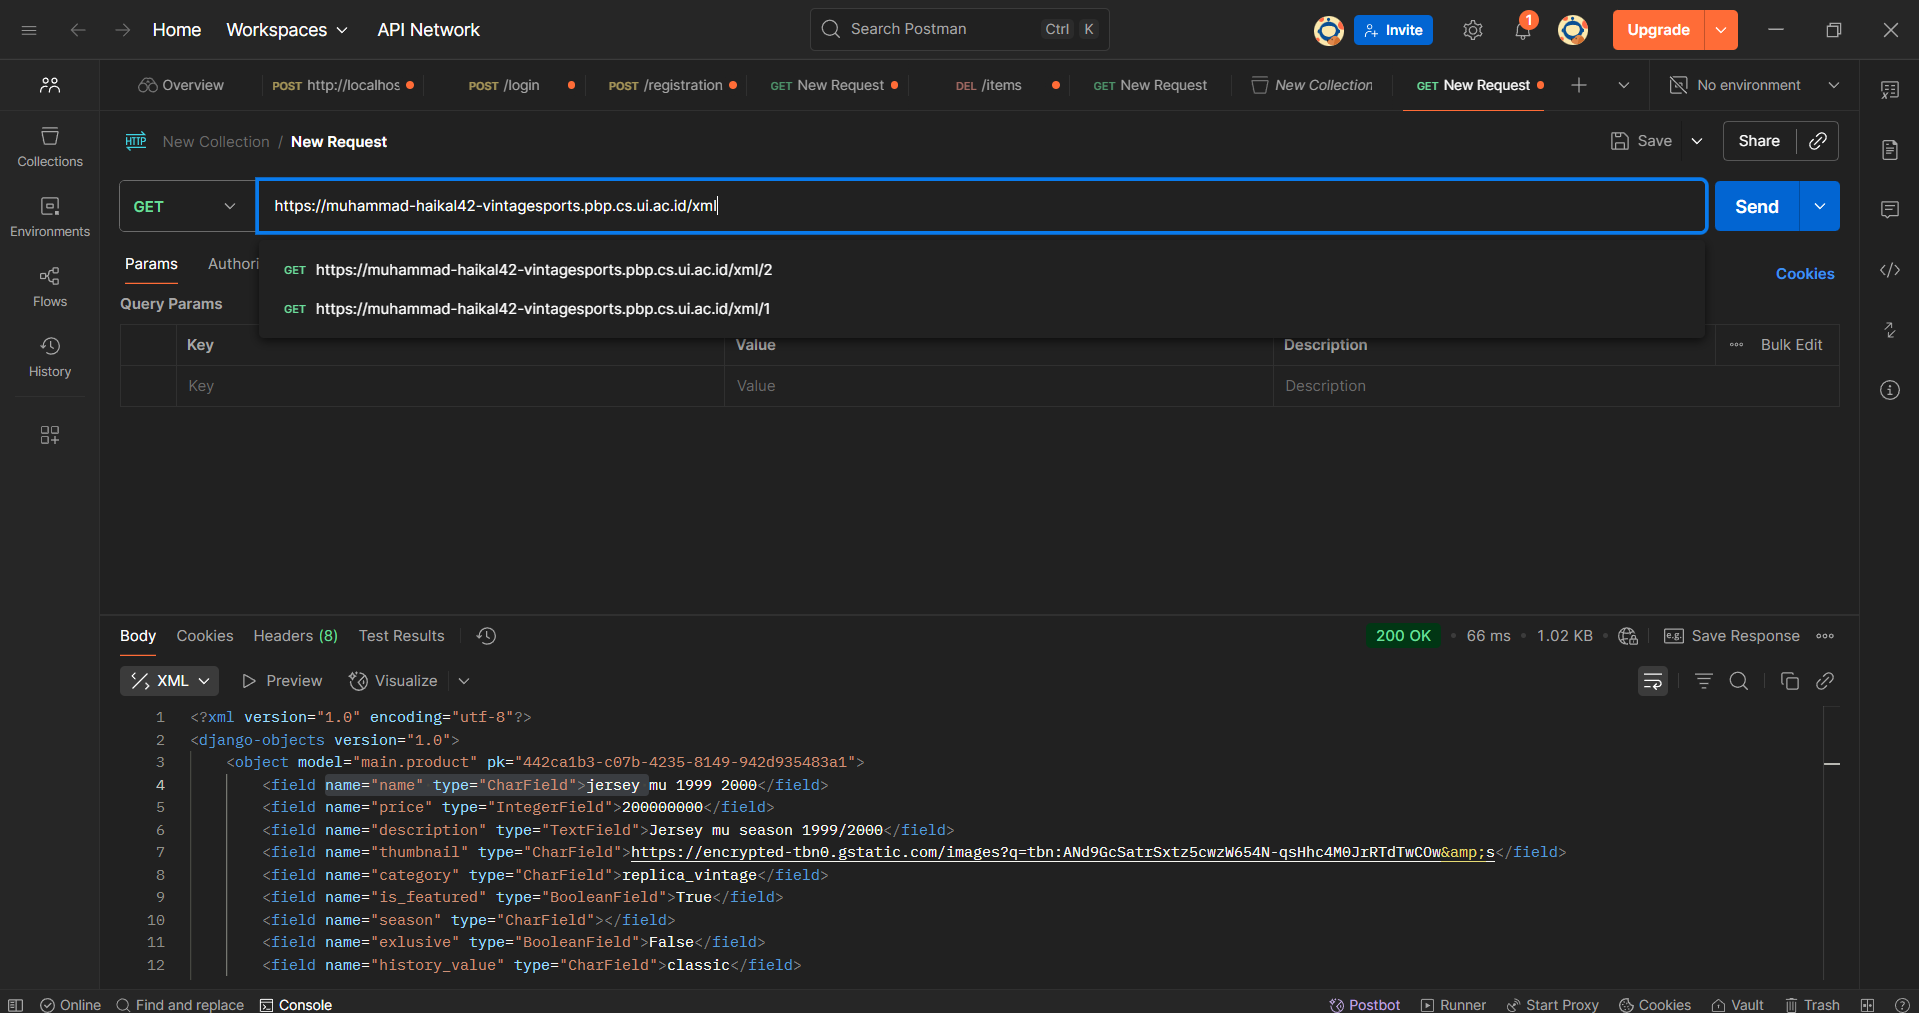 Home Workspaces API Network Search Postman Ctrl K Invite 1 Upgrade
Overview POST http://localhos POST /login POST /registration GET New Request DEL /items GET New Request New Collection GET New Request No environment
HTTP New Collection / New Request Save Share
Collections
Environments
Flows
History
GET https://muhammad-haikal42-vintagesports.pbp.cs.ui.ac.id/xml Send
GET https://muhammad-haikal42-vintagesports.pbp.cs.ui.ac.id/xml/2
GET https://muhammad-haikal42-vintagesports.pbp.cs.ui.ac.id/xml/1
Params Authori Cookies
Query Params
Key Value Description Bulk Edit
Key Value Description
Body Cookies Headers (8) Test Results 200 OK 66 ms 1.02 KB e.g. Save Response
XML Preview Visualize
1 <?xml version="1.0" encoding="utf-8"?>
2 <django-objects version="1.0">
3 <object model="main.product" pk="442ca1b3-c07b-4235-8149-942d935483a1">
4 <field name="name" type="CharField">jersey mu 1999 2000</field>
5 <field name="price" type="IntegerField">200000000</field>
6 <field name="description" type="TextField">Jersey mu season 1999/2000</field>
7 <field name="thumbnail" type="CharField">https://encrypted-tbn0.gstatic.com/images?q=tbn:ANd9GcSatrSxtz5cwzW654N-qsHhc4M0JrRTdTwCOw&amp;s</field>
8 <field name="category" type="CharField">replica_vintage</field>
9 <field name="is_featured" type="BooleanField">True</field>
10 <field name="season" type="CharField"></field>
11 <field name="exlusive" type="BooleanField">False</field>
12 <field name="history_value" type="CharField">classic</field>
Online Find and replace Console Postbot Runner Start Proxy Cookies Vault Trash